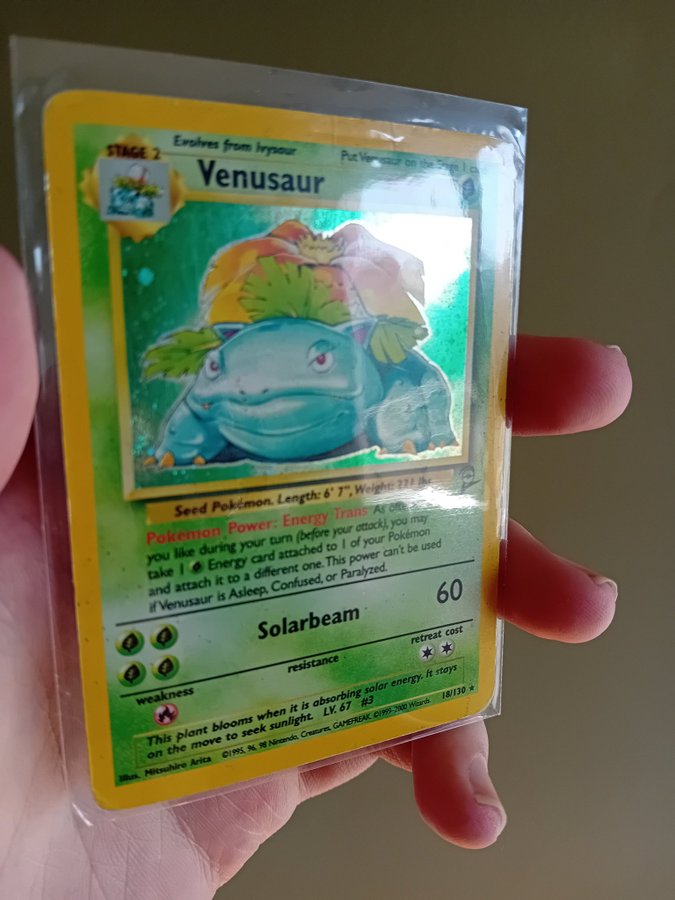 STAGE 2
Evolves from Ivysaur
Put Venusaur on the Stage 1
Venusaur
Seed Pokémon. Length: 6' 7", Weight: 221 lbs.
Pokémon Power: Energy Trans As often
you like during your turn (before your attack), you may
take 1 Energy card attached to 1 of your Pokémon
and attach it to a different one. This power can't be used
if Venusaur is Asleep, Confused, or Paralyzed.
Solarbeam 60
weakness resistance retreat cost
This plant blooms when it is absorbing solar energy. It stays
on the move to seek sunlight. LV. 67 #3
Illus. Mitsuhiro Arita ©1995, 96, 98 Nintendo, Creatures, GAMEFREAK. ©1999-2000 Wizards. 18/130 ★